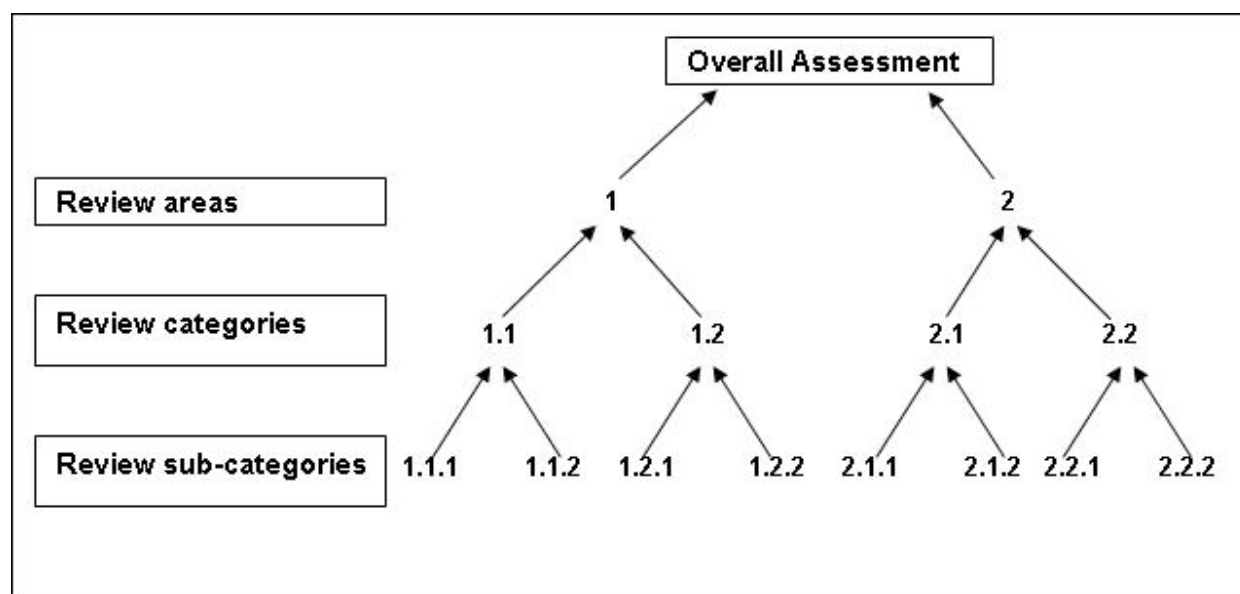 Overall Assessment
Review areas 1 2
Review categories 1.1 1.2 2.1 2.2
Review sub-categories 1.1.1 1.1.2 1.2.1 1.2.2 2.1.1 2.1.2 2.2.1 2.2.2